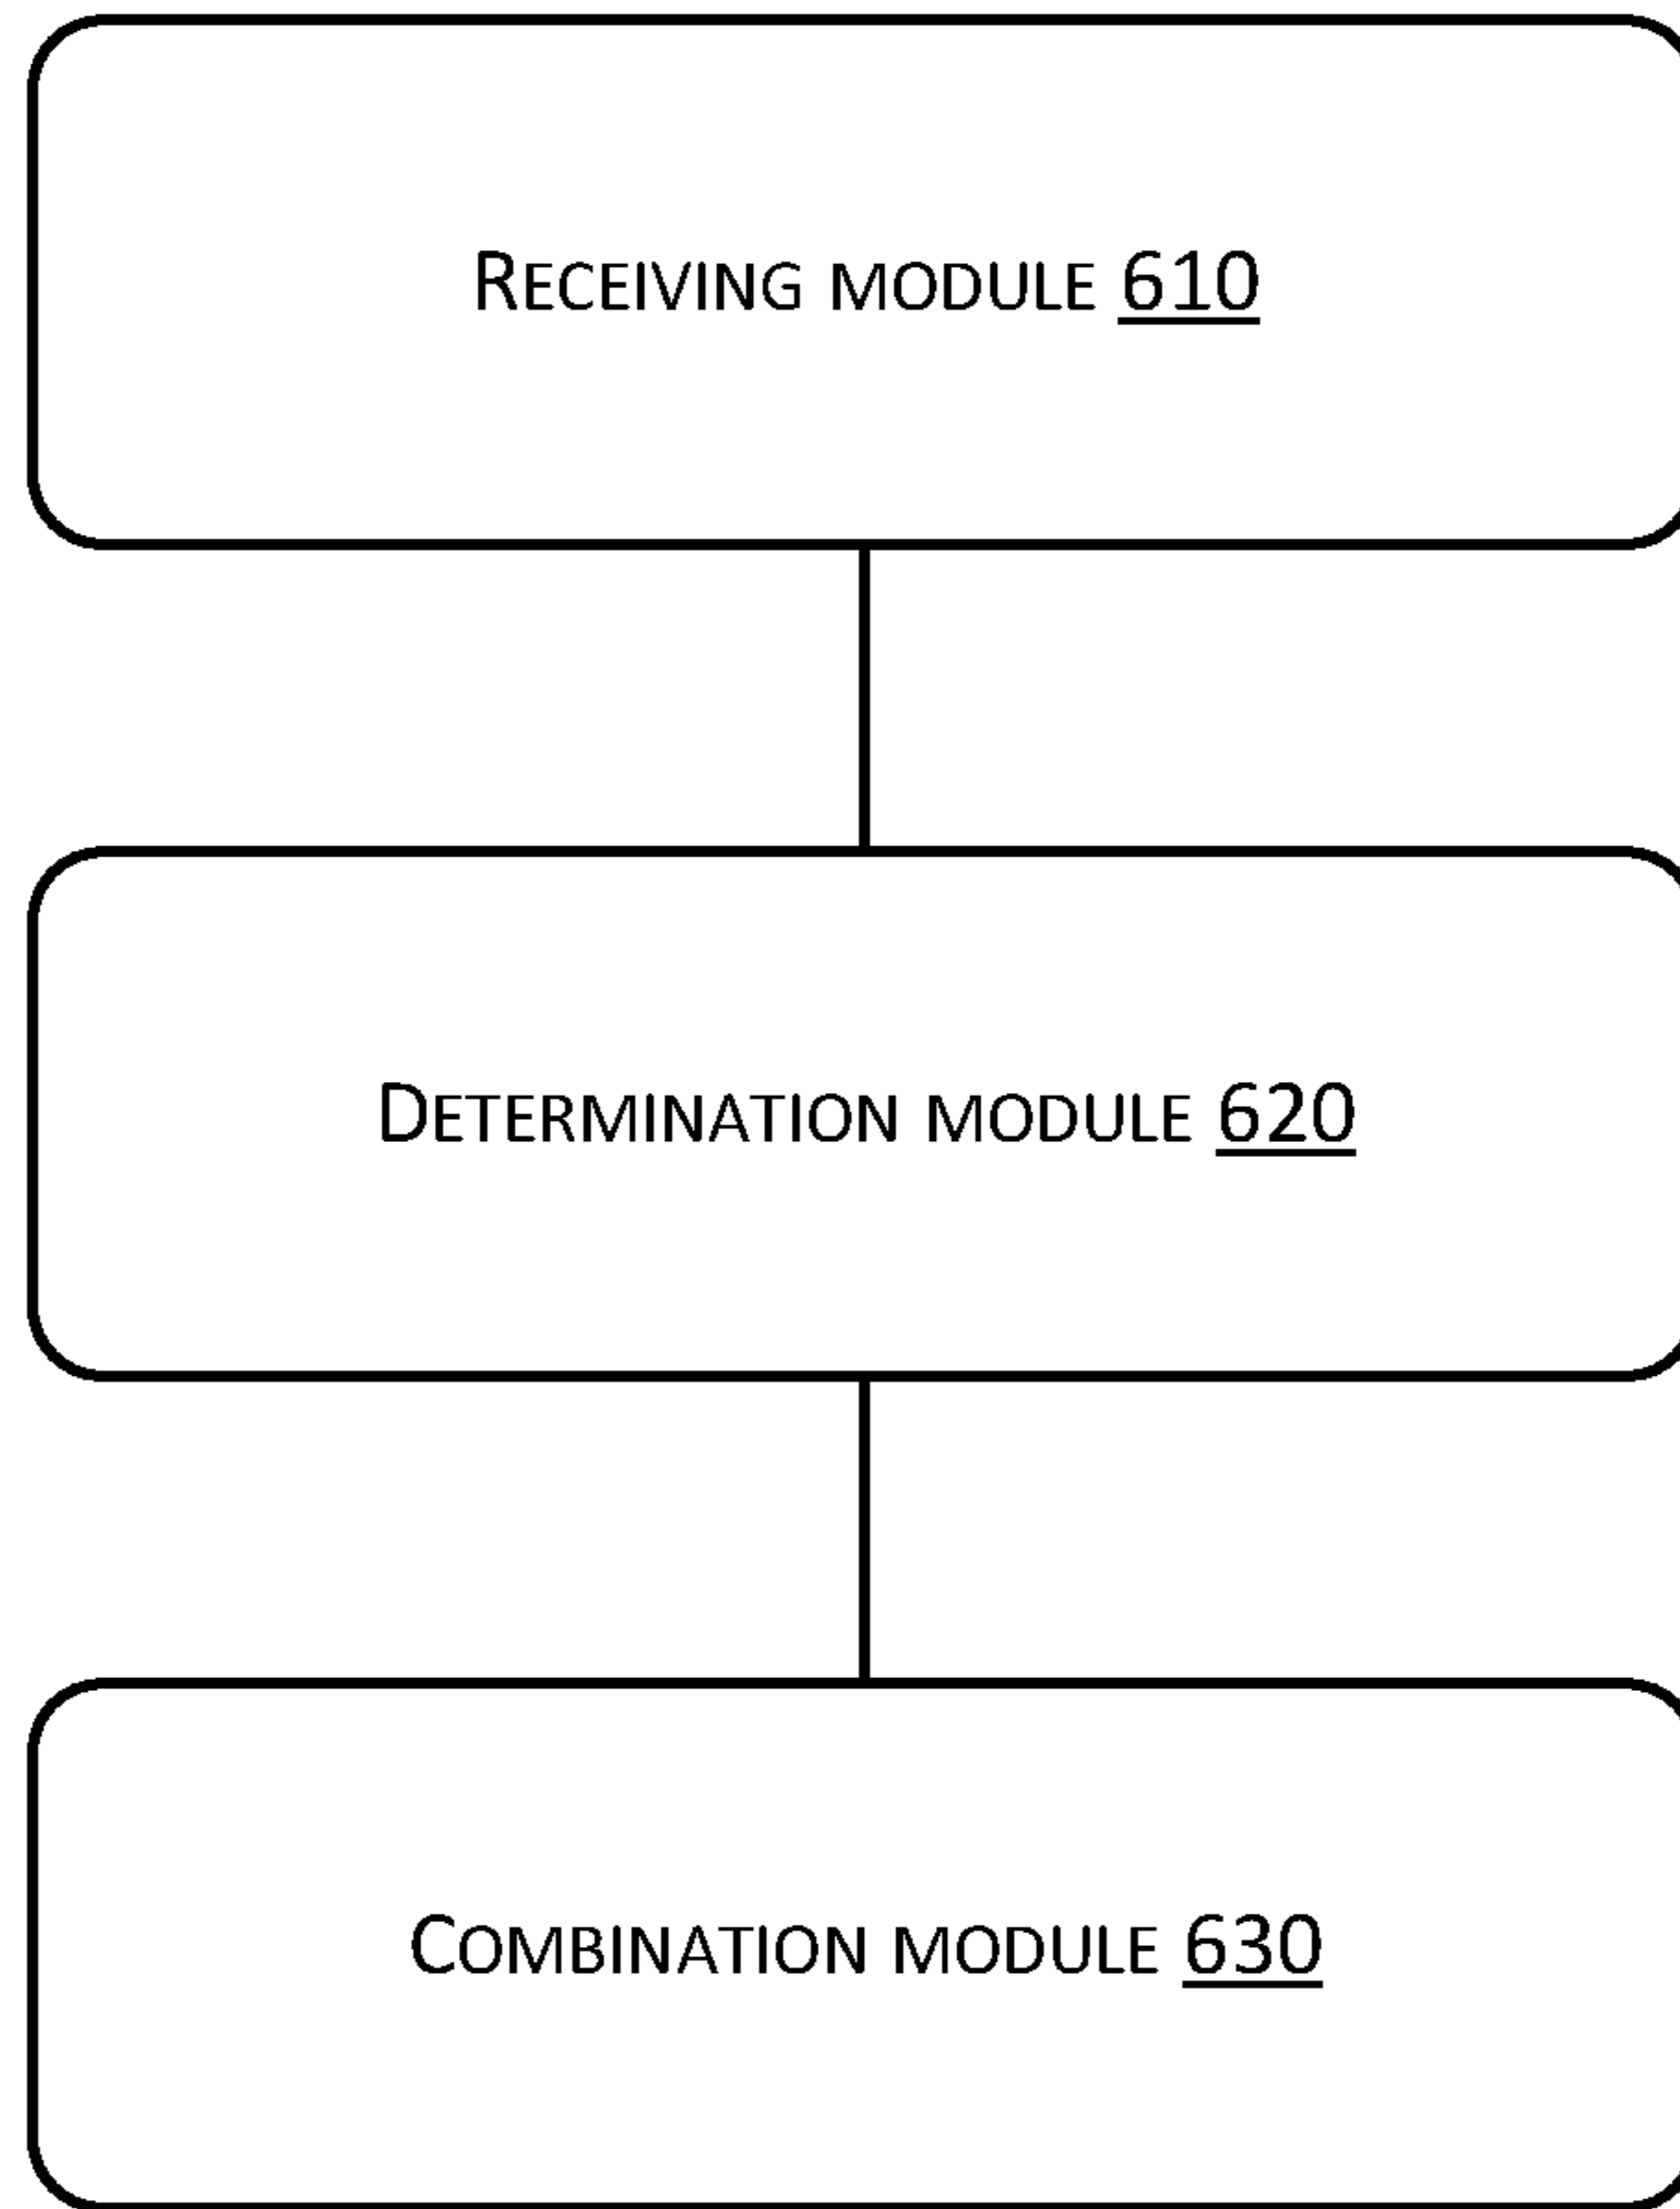 Receiving module 610
Determination module 620
Combination module 630